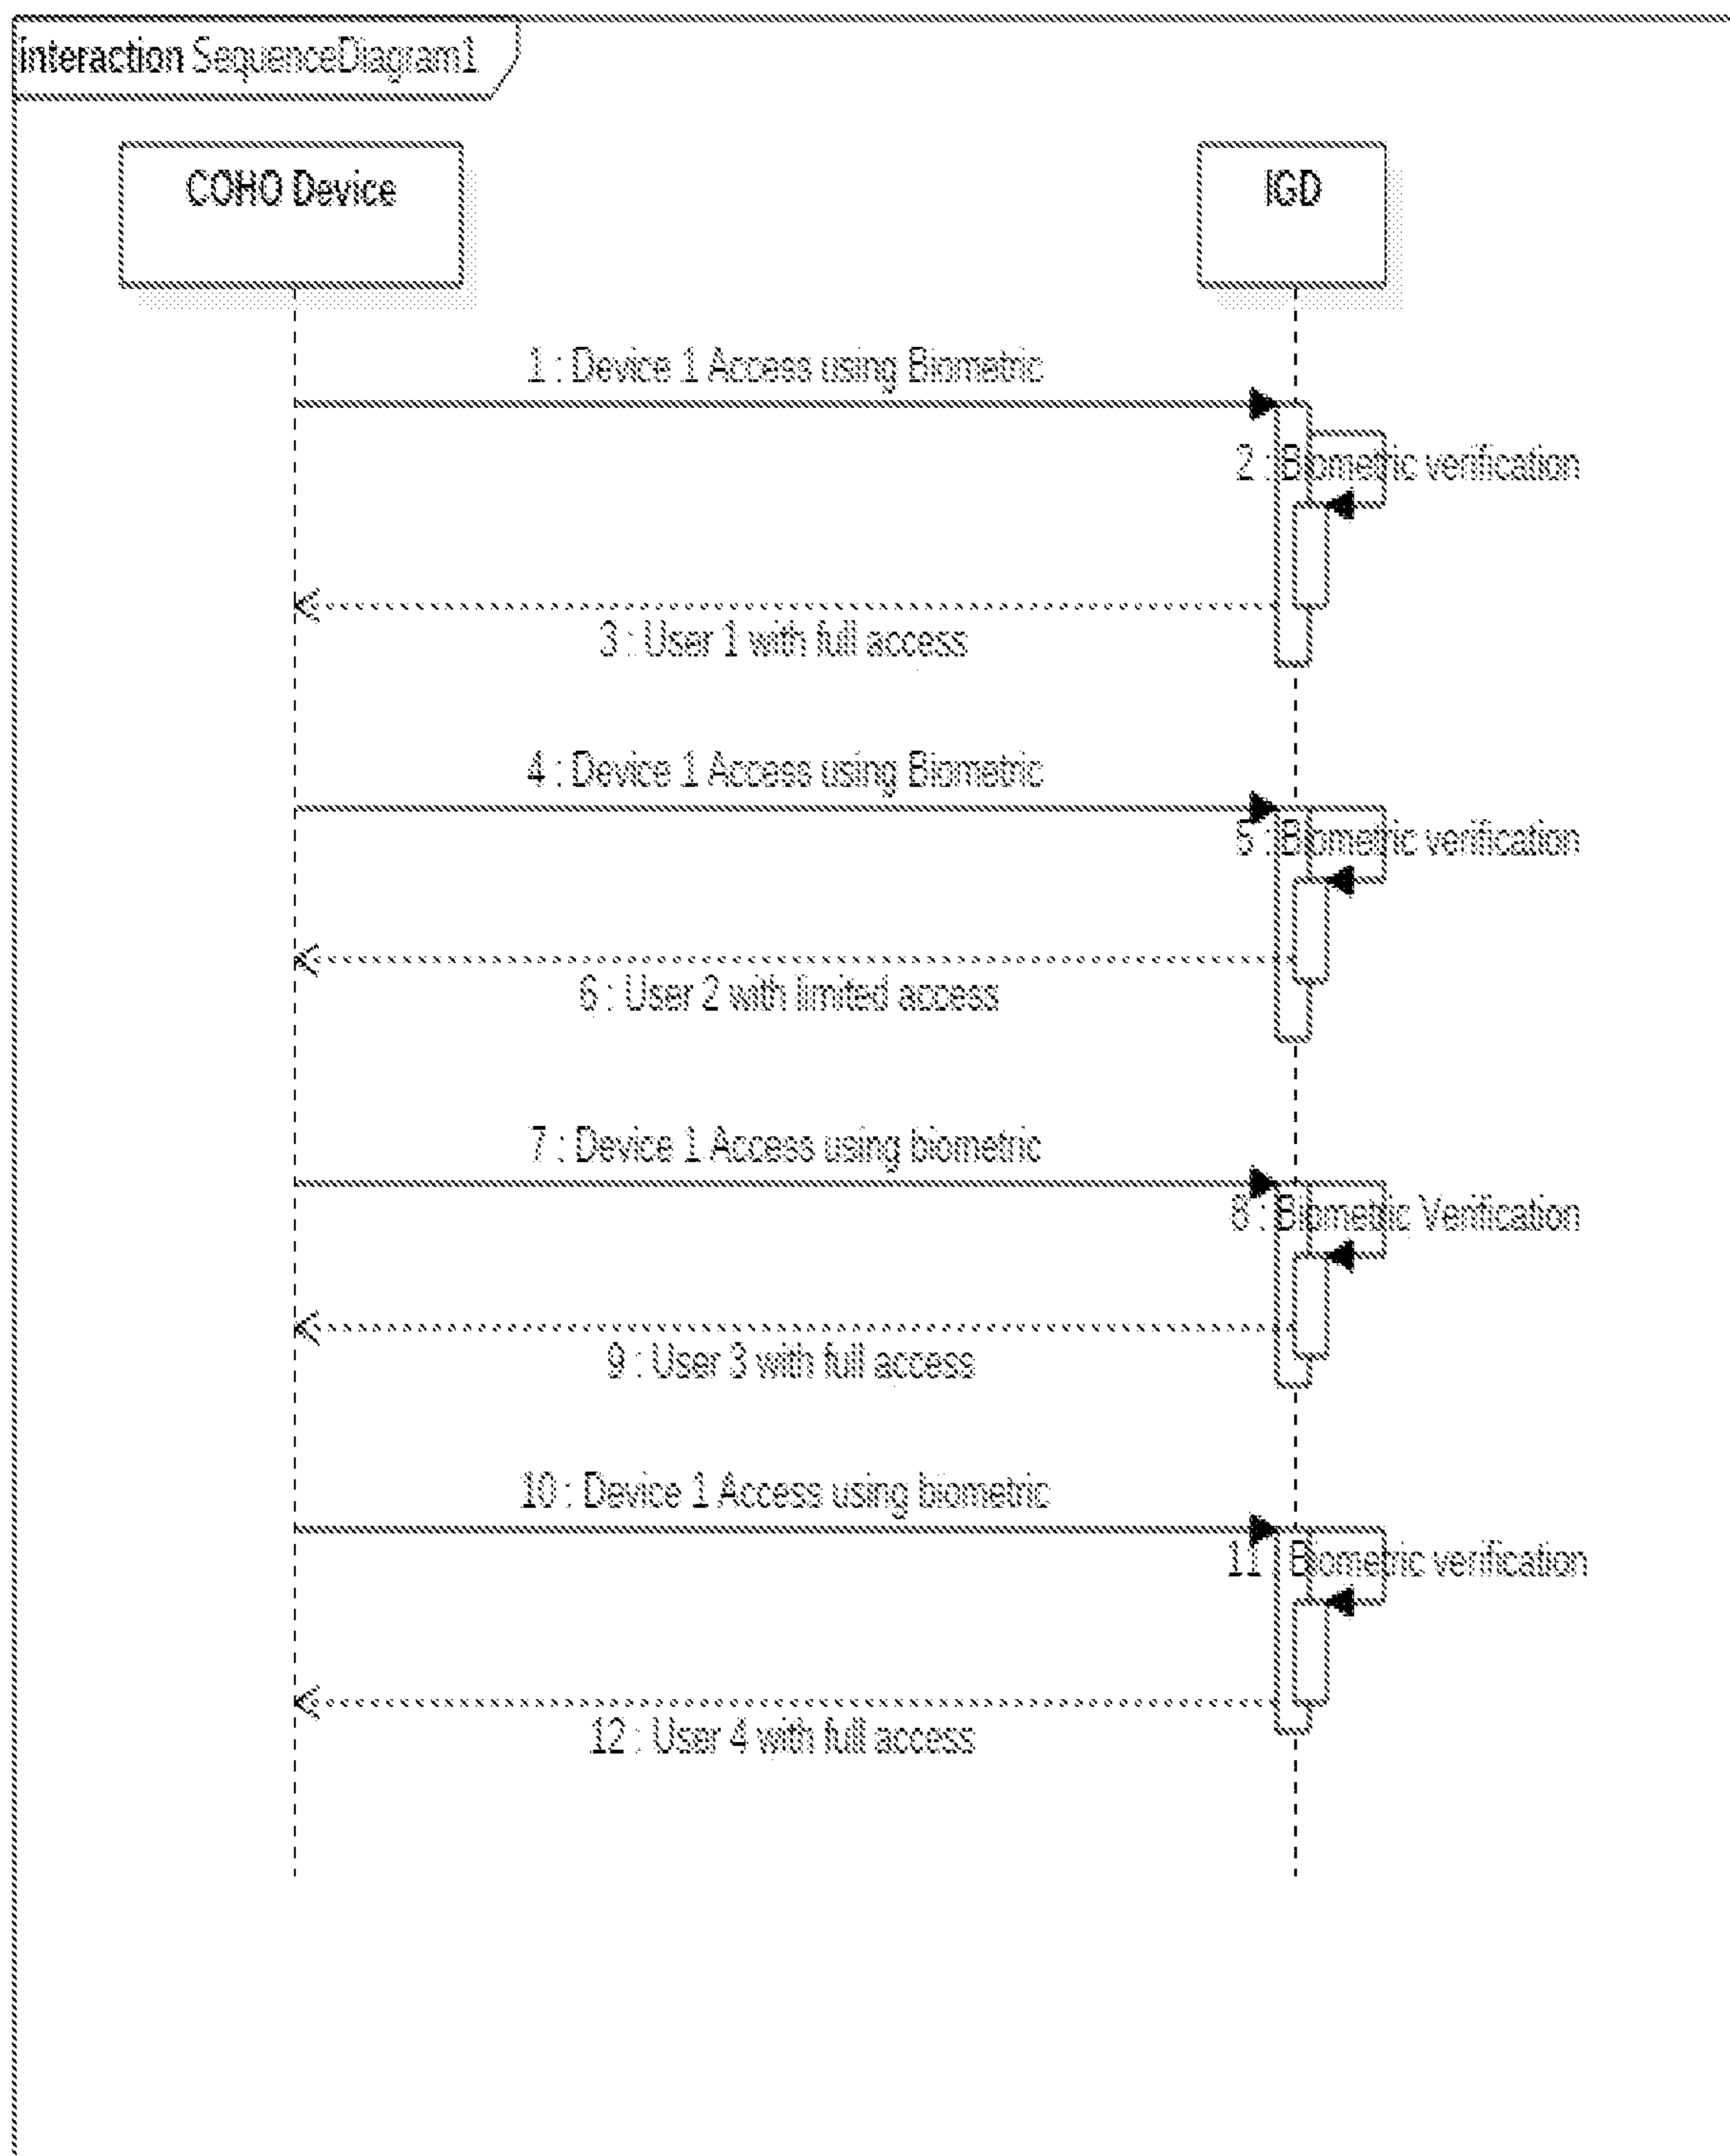 interaction SequenceDiagram1
COHO Device
IGD
1 : Device 1 Access using Biometric
2 : Biometric verification
3 : User 1 with full access
4 : Device 1 Access using Biometric
5 : Biometric verification
6 : User 2 with limited access
7 : Device 1 Access using biometric
8 : Biometric Verification
9 : User 3 with full access
10 : Device 1 Access using biometric
11 : Biometric verification
12 : User 4 with full access